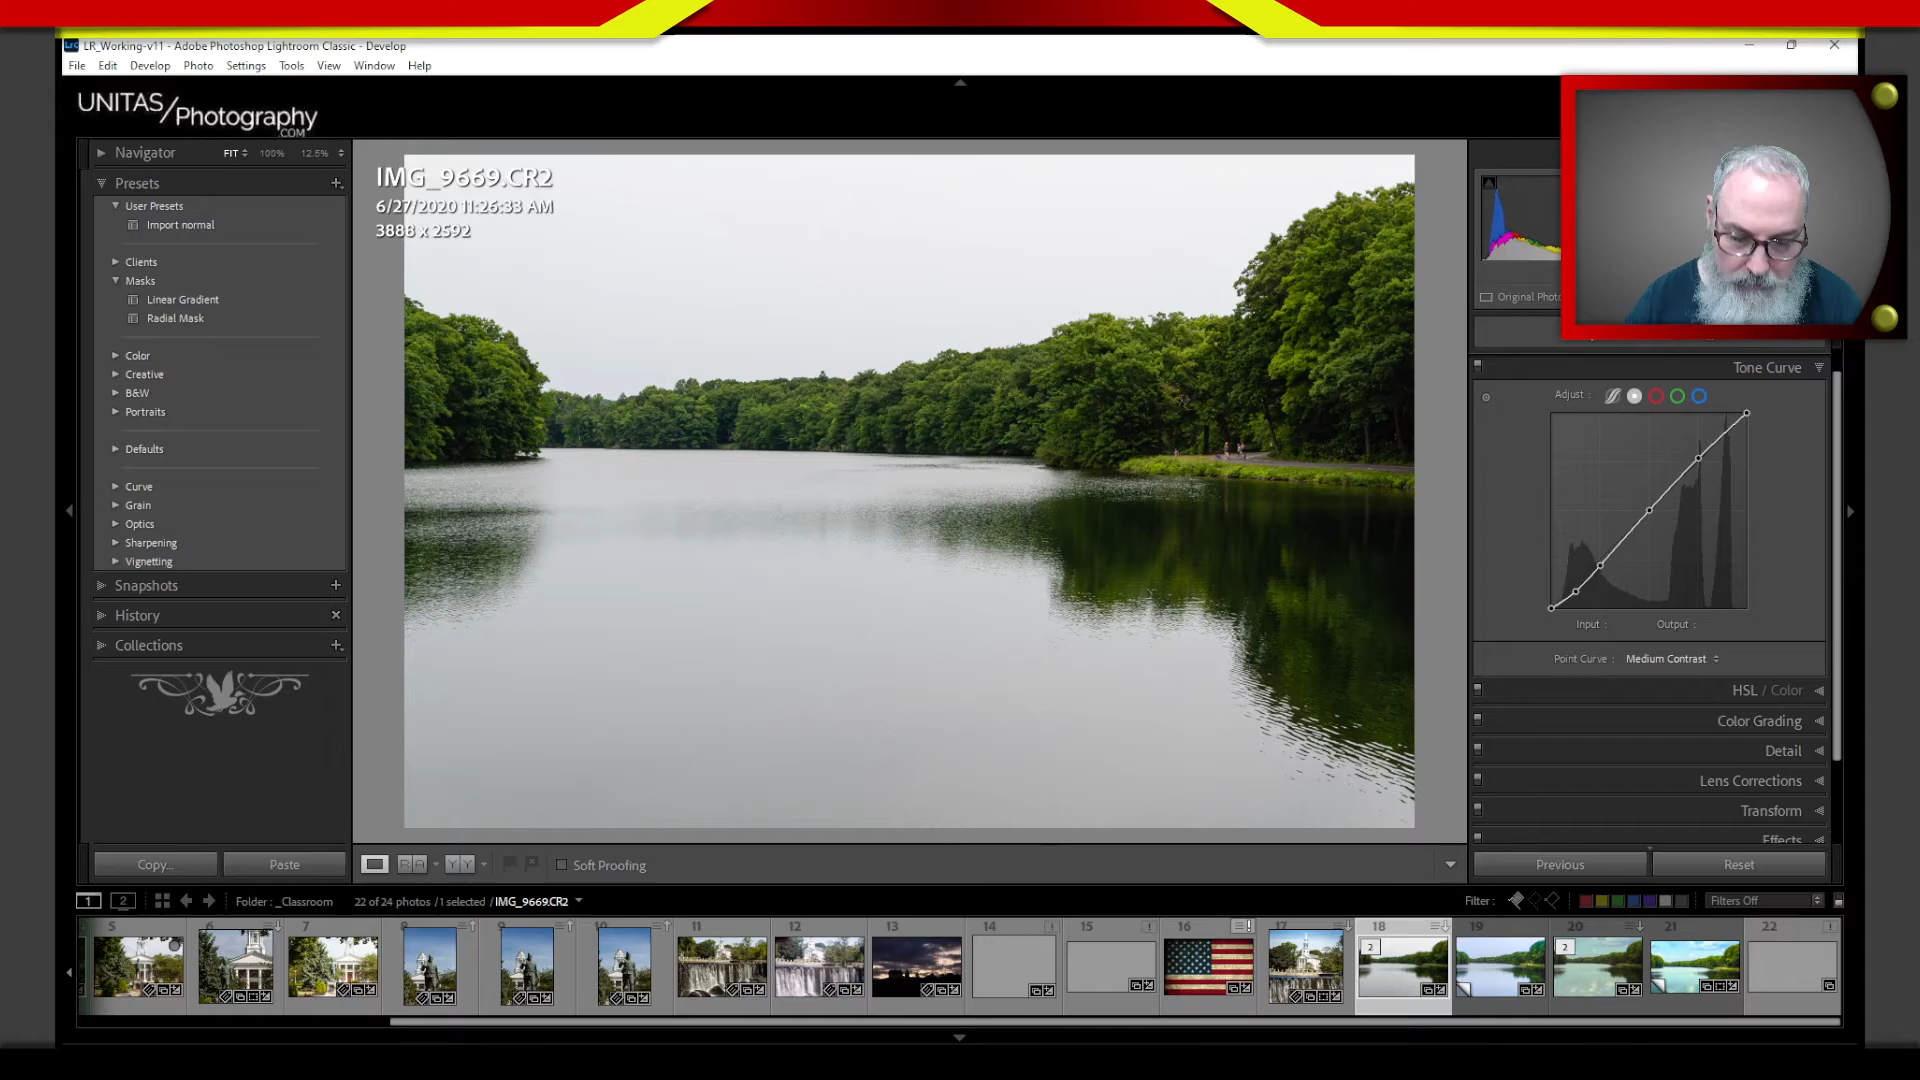 LR_Working-v11 - Adobe Photoshop Lightroom Classic - Develop
File Edit Develop Photo Settings Tools View Window Help
UNITAS/Photography
.COM
Navigator FIT 100% 12.5%
Presets
User Presets
Import normal
Clients
Masks
Linear Gradient
Radial Mask
Color
Creative
B&W
Portraits
Defaults
Curve
Grain
Optics
Sharpening
Vignetting
Snapshots
History
Collections
Copy... Paste
IMG_9669.CR2
6/27/2020 11:26:33 AM
3888 x 2592
Soft Proofing
Original Photo
Tone Curve
Adjust :
Input : Output :
Point Curve : Medium Contrast
HSL / Color
Color Grading
Detail
Lens Corrections
Transform
Effects
Previous Reset
1 2 Folder : _Classroom 22 of 24 photos / 1 selected / IMG_9669.CR2 Filter : Filters Off
5 6 7 8 9 10 11 12 13 14 15 16 17 18 19 20 21 22
2 2